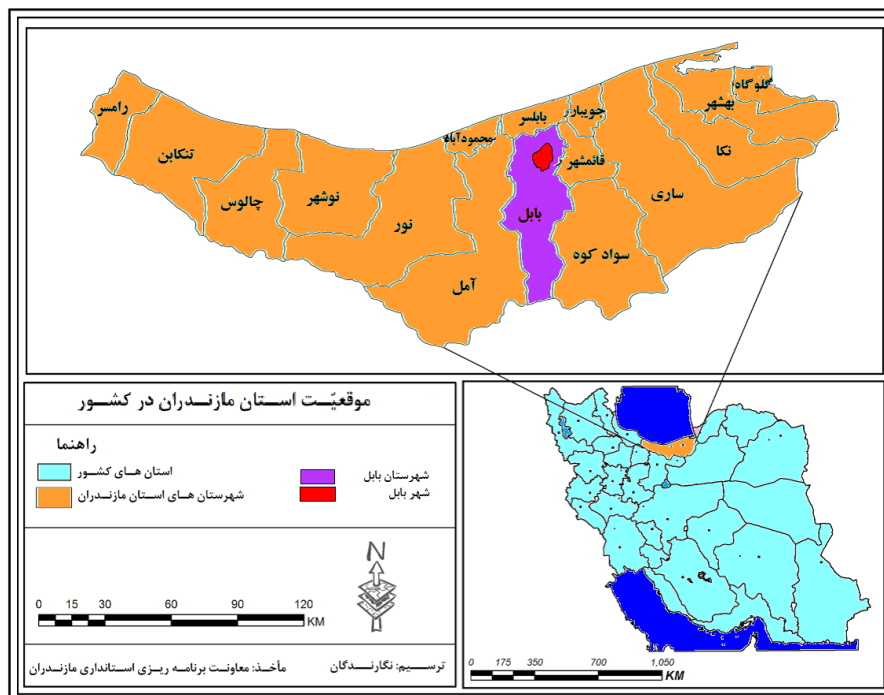 رامسر
تنکابن
چالوس
نوشهر
نور
محمودآباد
آمل
بابلسر
بابل
جویبار
قائمشهر
سواد کوه
ساری
نکا
بهشهر
گلوگاه
موقعیّت استان مازندران در کشور
راهنما
استان های کشور
شهرستان های استان مازندران
شهرستان بابل
شهر بابل
N
0 15 30 60 90 120
KM
ترسیم: نگارندگان
مأخذ: معاونت برنامه ریزی استانداری مازندران
0 175 350 700 1,050
KM